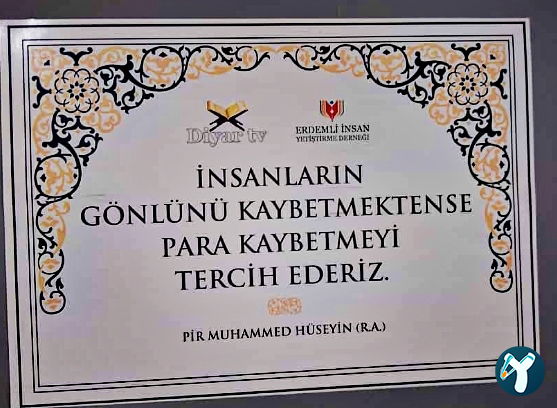 Diyar tv
ERDEMLİ İNSAN
YETİŞTİRME DERNEĞİ
İNSANLARIN
GÖNLÜNÜ KAYBETMEKTENSE
PARA KAYBETMEYİ
TERCİH EDERİZ.
PİR MUHAMMED HÜSEYİN (R.A.)